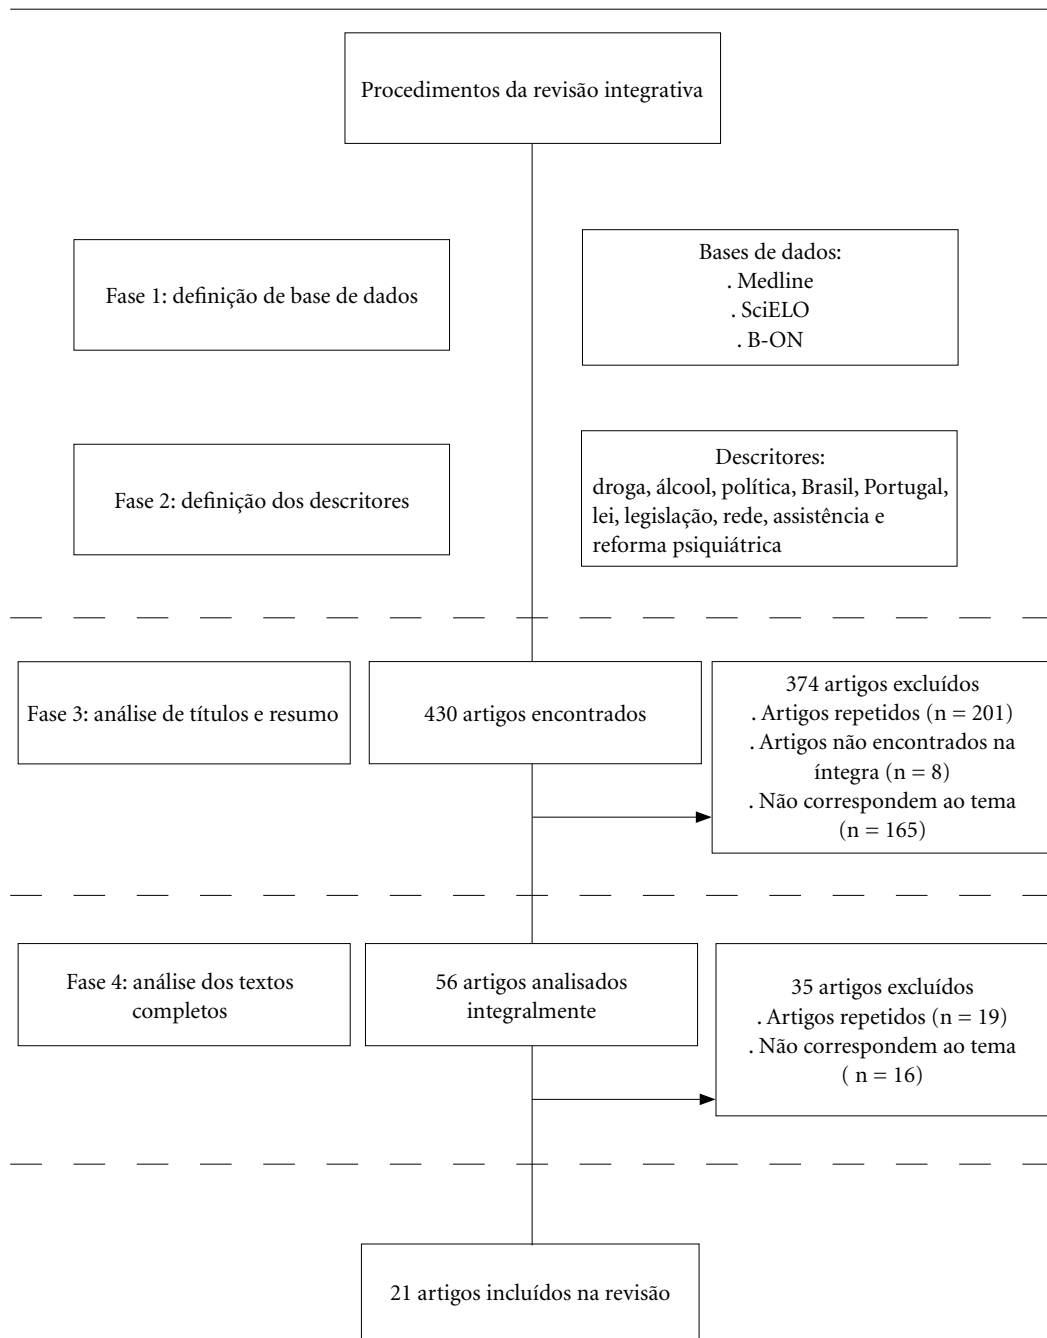 Procedimentos da revisão integrativa
Fase 1: definição de base de dados
Bases de dados:
. Medline
. SciELO
. B-ON
Fase 2: definição dos descritores
Descritores:
droga, álcool, política, Brasil, Portugal,
lei, legislação, rede, assistência e
reforma psiquiátrica
Fase 3: análise de títulos e resumo
430 artigos encontrados
374 artigos excluídos
. Artigos repetidos (n = 201)
. Artigos não encontrados na
íntegra (n = 8)
. Não correspondem ao tema
(n = 165)
Fase 4: análise dos textos
completos
56 artigos analisados
integralmente
35 artigos excluídos
. Artigos repetidos (n = 19)
. Não correspondem ao tema
( n = 16)
21 artigos incluídos na revisão